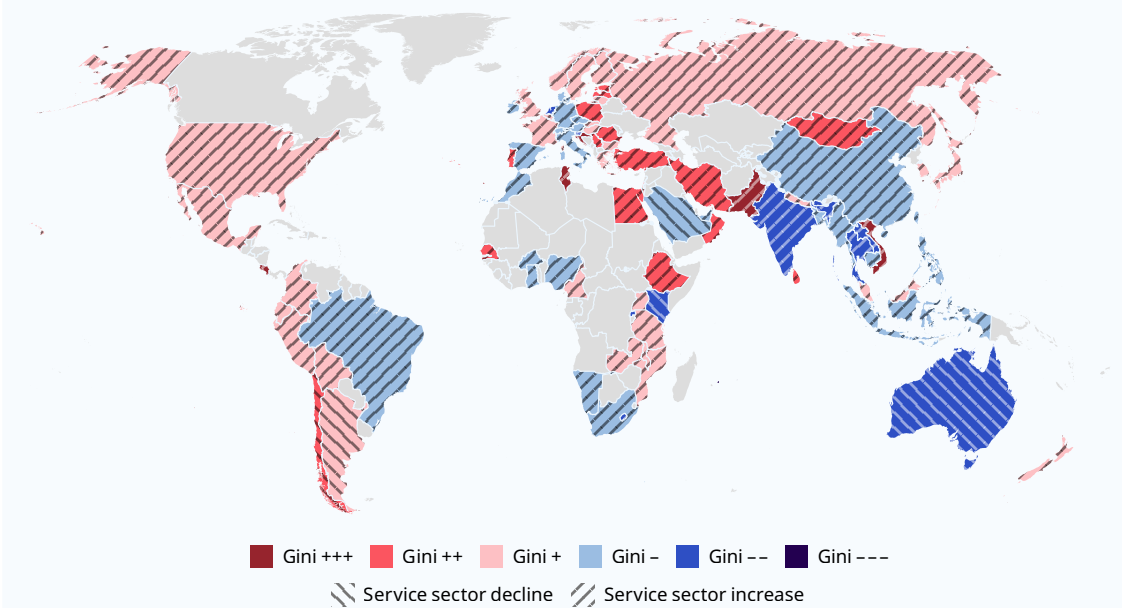 Gini +++ Gini ++ Gini + Gini – Gini – – Gini – – –
Service sector decline Service sector increase